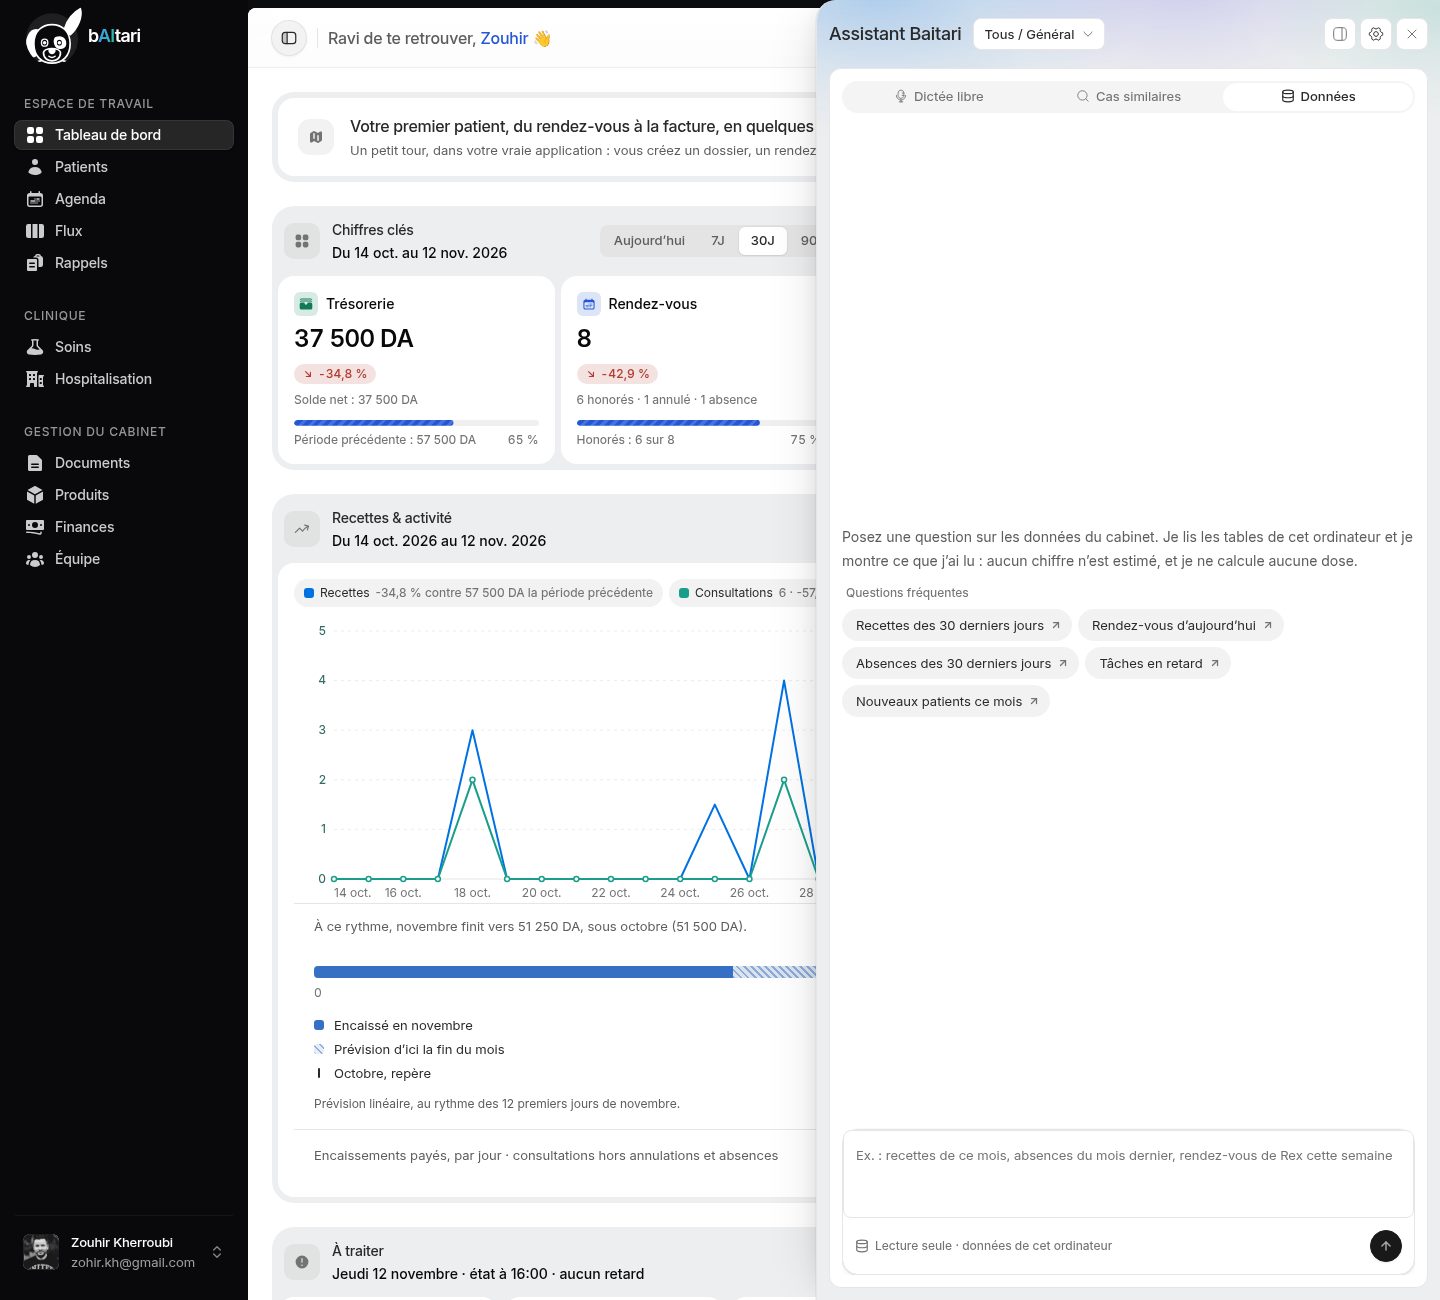 bAItari
ESPACE DE TRAVAIL
Tableau de bord
Patients
Agenda
Flux
Rappels
CLINIQUE
Soins
Hospitalisation
GESTION DU CABINET
Documents
Produits
Finances
Équipe
Zouhir Kherroubi
zohir.kh@gmail.com
Ravi de te retrouver, Zouhir 👋
Votre premier patient, du rendez-vous à la facture, en quelques
Un petit tour, dans votre vraie application : vous créez un dossier, un rendez
Chiffres clés
Du 14 oct. au 12 nov. 2026
Aujourd’hui 7J 30J 90
Trésorerie
37 500 DA
-34,8 %
Solde net : 37 500 DA
Période précédente : 57 500 DA 65 %
Rendez-vous
8
-42,9 %
6 honorés · 1 annulé · 1 absence
Honorés : 6 sur 8 75 %
Recettes & activité
Du 14 oct. 2026 au 12 nov. 2026
Recettes -34,8 % contre 57 500 DA la période précédente
Consultations 6 · -57,
5
4
3
2
1
0
14 oct. 16 oct. 18 oct. 20 oct. 22 oct. 24 oct. 26 oct. 28
À ce rythme, novembre finit vers 51 250 DA, sous octobre (51 500 DA).
0
Encaissé en novembre
Prévision d’ici la fin du mois
Octobre, repère
Prévision linéaire, au rythme des 12 premiers jours de novembre.
Encaissements payés, par jour · consultations hors annulations et absences
À traiter
Jeudi 12 novembre · état à 16:00 · aucun retard
Assistant Baitari
Tous / Général
Dictée libre
Cas similaires
Données
Posez une question sur les données du cabinet. Je lis les tables de cet ordinateur et je
montre ce que j’ai lu : aucun chiffre n’est estimé, et je ne calcule aucune dose.
Questions fréquentes
Recettes des 30 derniers jours
Rendez-vous d’aujourd’hui
Absences des 30 derniers jours
Tâches en retard
Nouveaux patients ce mois
Ex. : recettes de ce mois, absences du mois dernier, rendez-vous de Rex cette semaine
Lecture seule · données de cet ordinateur